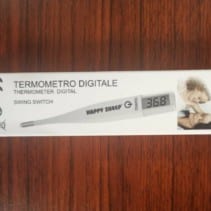 TERMOMETRO DIGITALE
THERMOMETER DIGITAL
SWING SWITCH
HAPPY SHEEP
36.8